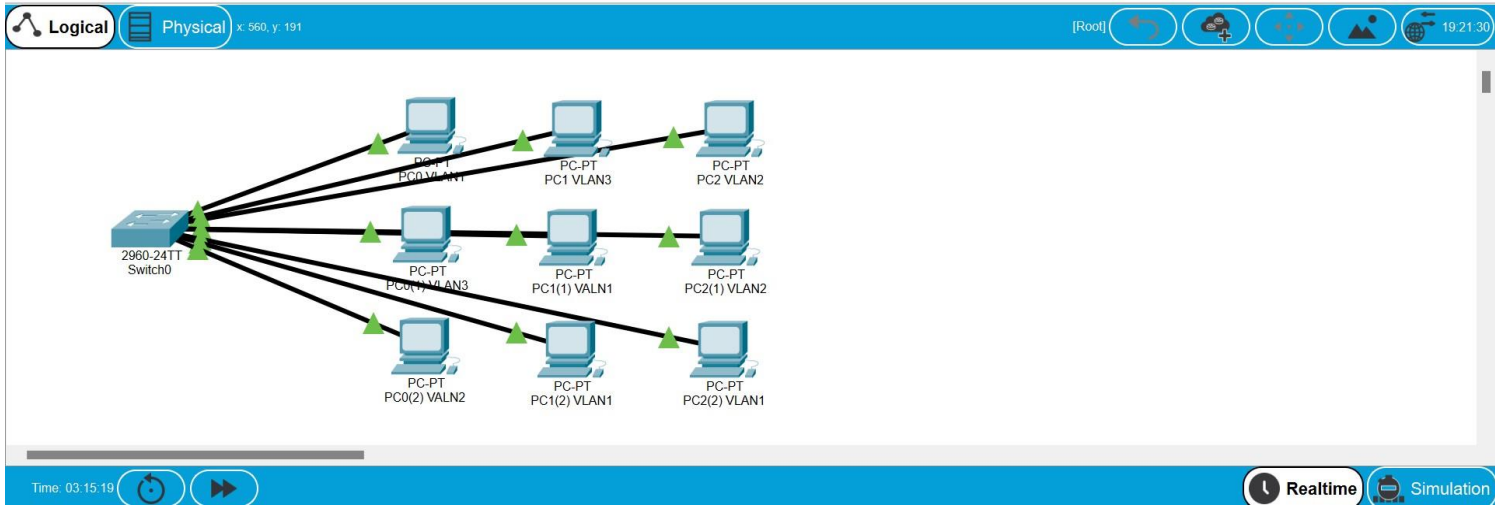 Logical
Physical
x: 560, y: 191
[Root]
19:21:30
PC-PT
PC0 VLAN1
PC-PT
PC1 VLAN3
PC-PT
PC2 VLAN2
2960-24TT
Switch0
PC-PT
PC0(1) VLAN3
PC-PT
PC1(1) VALN1
PC-PT
PC2(1) VLAN2
PC-PT
PC0(2) VALN2
PC-PT
PC1(2) VLAN1
PC-PT
PC2(2) VLAN1
Time: 03:15:19
Realtime
Simulation